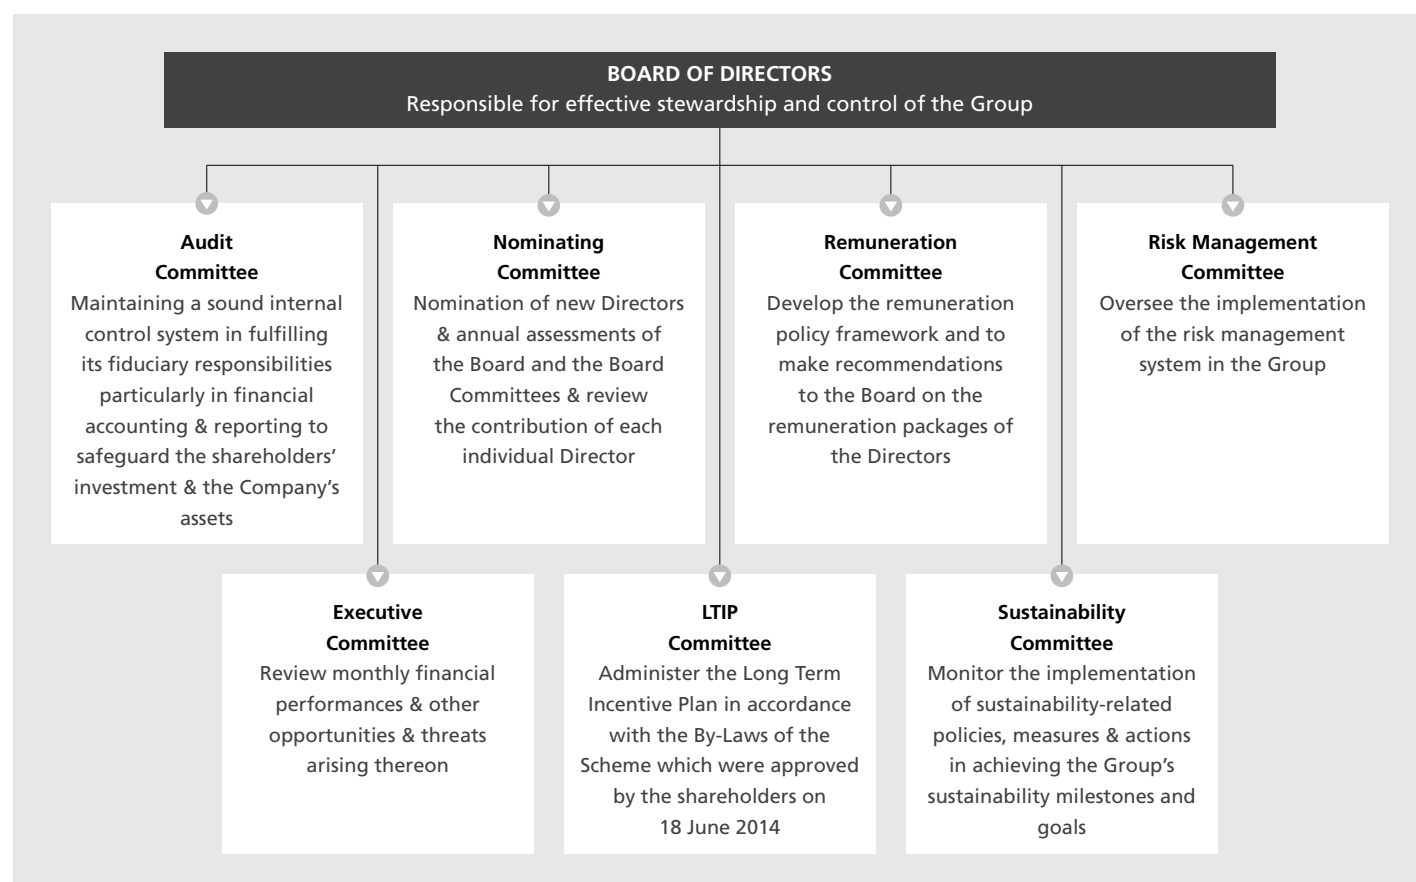 BOARD OF DIRECTORS
Responsible for effective stewardship and control of the Group
Audit
Committee
Maintaining a sound internal
control system in fulfilling
its fiduciary responsibilities
particularly in financial
accounting & reporting to
safeguard the shareholders’
investment & the Company’s
assets
Nominating
Committee
Nomination of new Directors
& annual assessments of
the Board and the Board
Committees & review
the contribution of each
individual Director
Remuneration
Committee
Develop the remuneration
policy framework and to
make recommendations
to the Board on the
remuneration packages of
the Directors
Risk Management
Committee
Oversee the implementation
of the risk management
system in the Group
Executive
Committee
Review monthly financial
performances & other
opportunities & threats
arising thereon
LTIP
Committee
Administer the Long Term
Incentive Plan in accordance
with the By-Laws of the
Scheme which were approved
by the shareholders on
18 June 2014
Sustainability
Committee
Monitor the implementation
of sustainability-related
policies, measures & actions
in achieving the Group’s
sustainability milestones and
goals